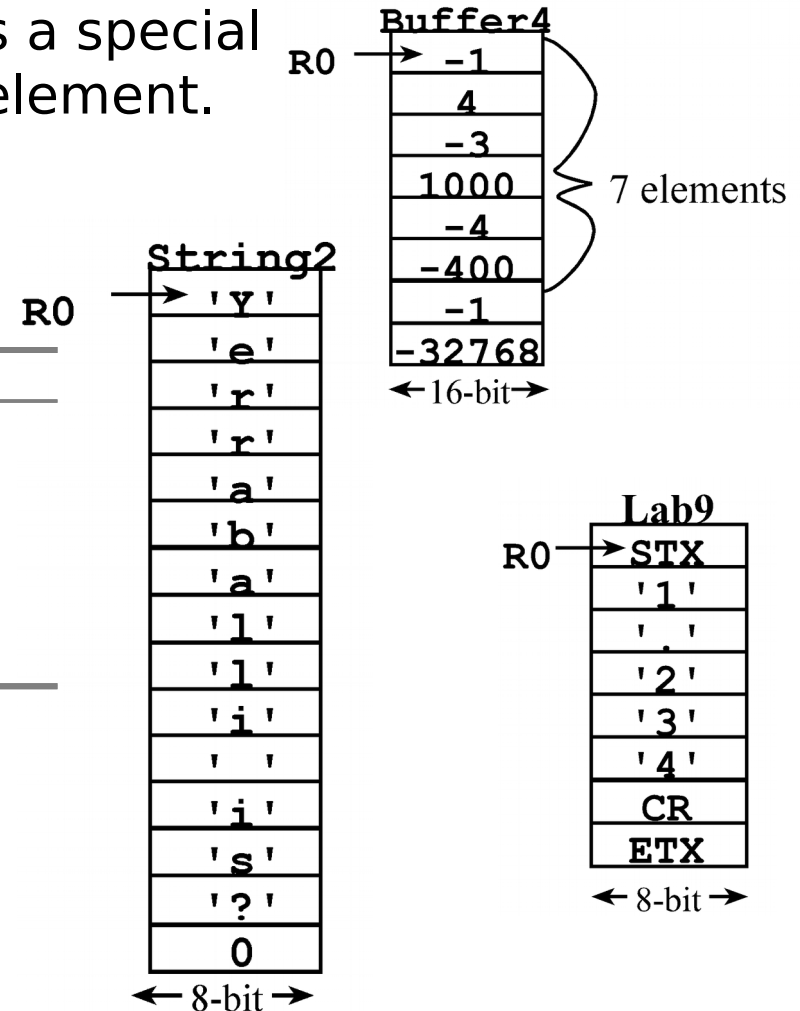 s a special
element.
Buffer4
R0
-1
4
-3
1000
-4
-400
-1
-32768
7 elements
16-bit
String2
R0
'Y'
'e'
'r'
'r'
'a'
'b'
'a'
'l'
'l'
'i'
' '
'i'
's'
'?'
0
8-bit
Lab9
R0
STX
'1'
'.'
'2'
'3'
'4'
CR
ETX
8-bit